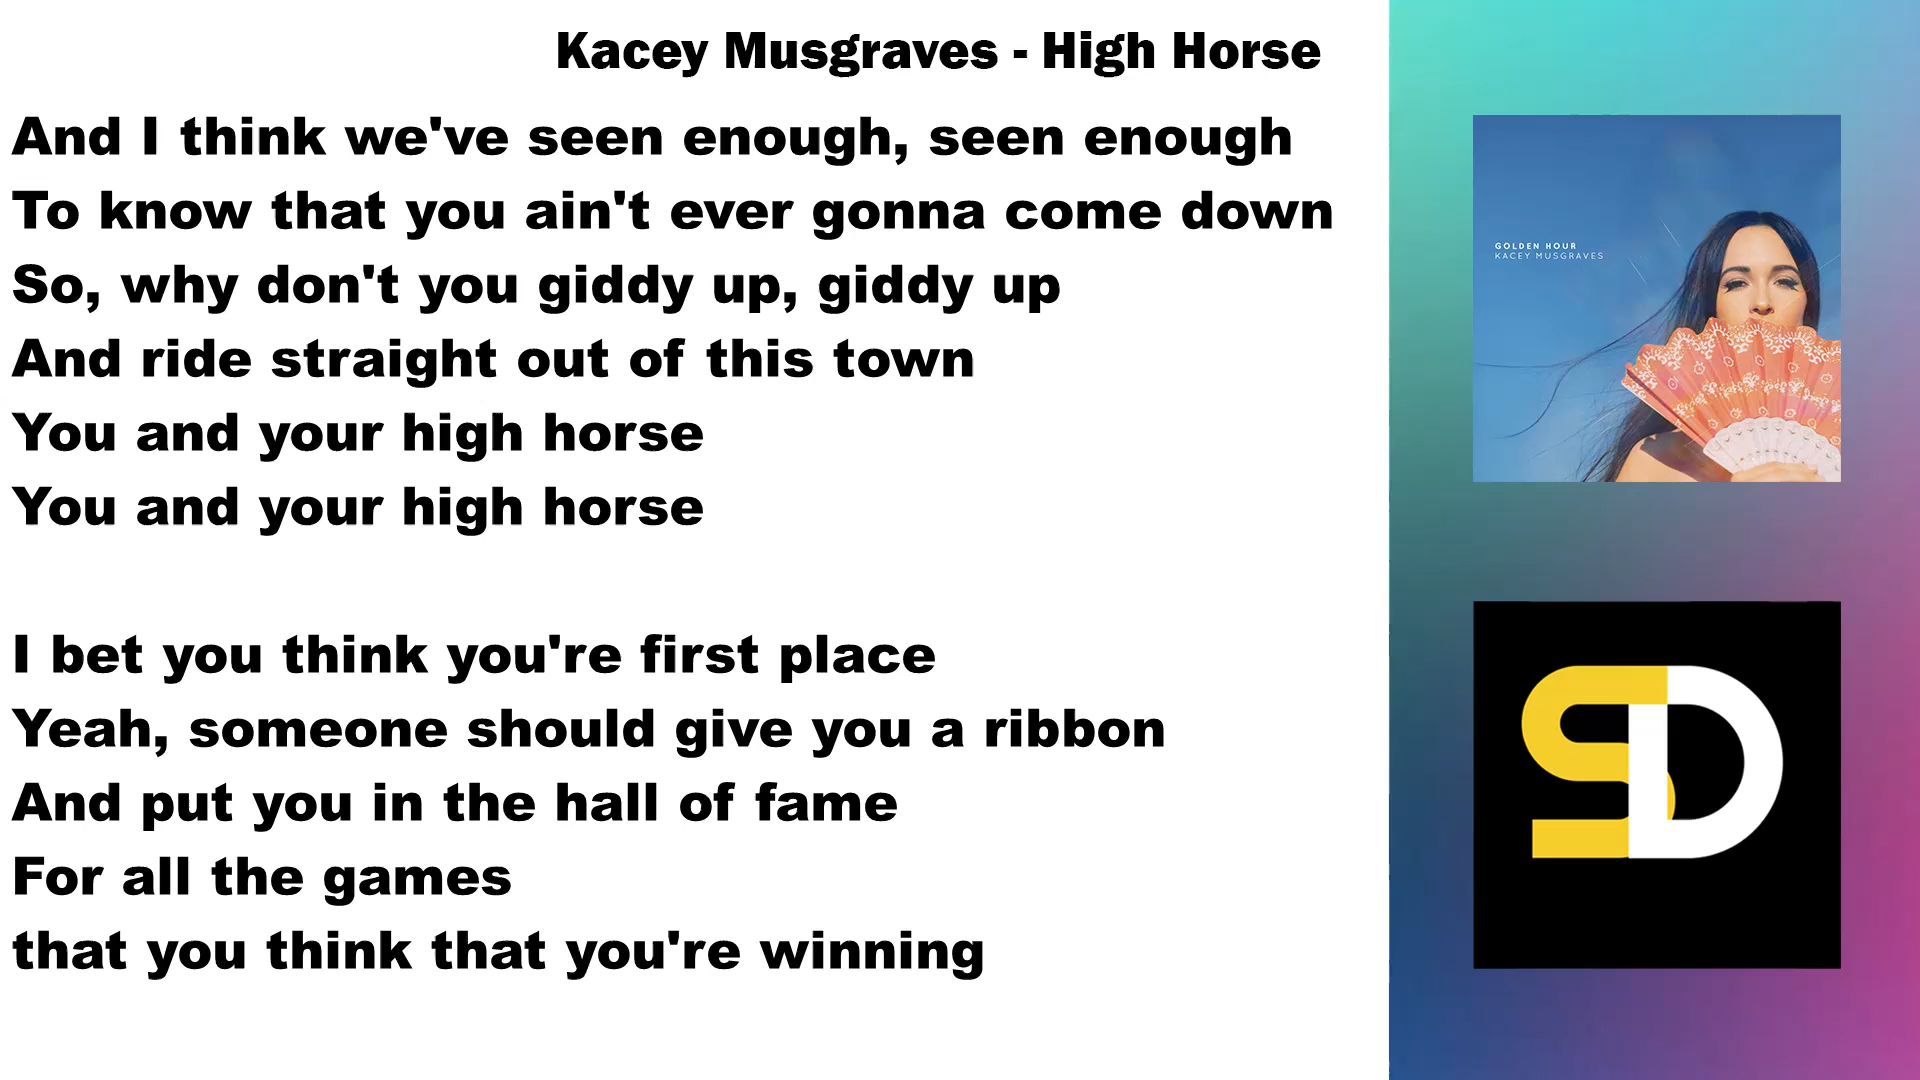 Kacey Musgraves - High Horse
And I think we've seen enough, seen enough
To know that you ain't ever gonna come down
So, why don't you giddy up, giddy up
And ride straight out of this town
You and your high horse
You and your high horse
I bet you think you're first place
Yeah, someone should give you a ribbon
And put you in the hall of fame
For all the games
that you think that you're winning
GOLDEN HOUR
KACEY MUSGRAVES
SD